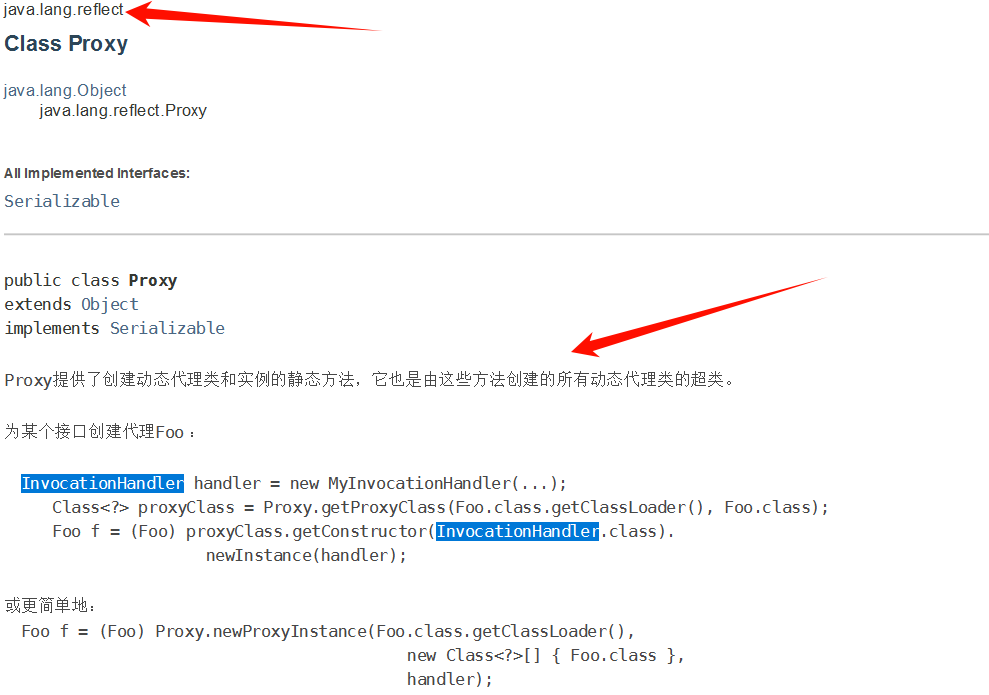 java.lang.reflect
Class Proxy
java.lang.Object
java.lang.reflect.Proxy
All Implemented Interfaces:
Serializable
public class Proxy
extends Object
implements Serializable
Proxy提供了创建动态代理类和实例的静态方法，它也是由这些方法创建的所有动态代理类的超类。
为某个接口创建代理Foo：
InvocationHandler handler = new MyInvocationHandler(...);
Class<?> proxyClass = Proxy.getProxyClass(Foo.class.getClassLoader(), Foo.class);
Foo f = (Foo) proxyClass.getConstructor(InvocationHandler.class).
newInstance(handler);
或更简单地：
Foo f = (Foo) Proxy.newProxyInstance(Foo.class.getClassLoader(),
new Class<?>[] { Foo.class },
handler);